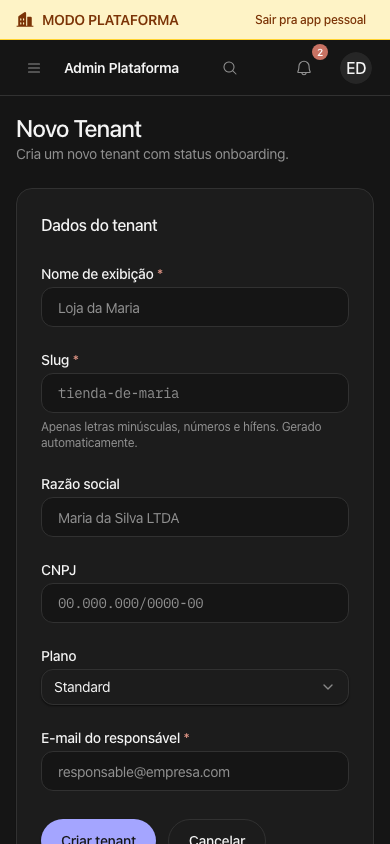 MODO PLATAFORMA
Sair pra app pessoal
Admin Plataforma
2
ED
Novo Tenant
Cria um novo tenant com status onboarding.
Dados do tenant
Nome de exibição *
Loja da Maria
Slug *
tienda-de-maria
Apenas letras minúsculas, números e hífens. Gerado
automaticamente.
Razão social
Maria da Silva LTDA
CNPJ
00.000.000/0000-00
Plano
Standard
E-mail do responsável *
responsable@empresa.com
Criar tenant
Cancelar